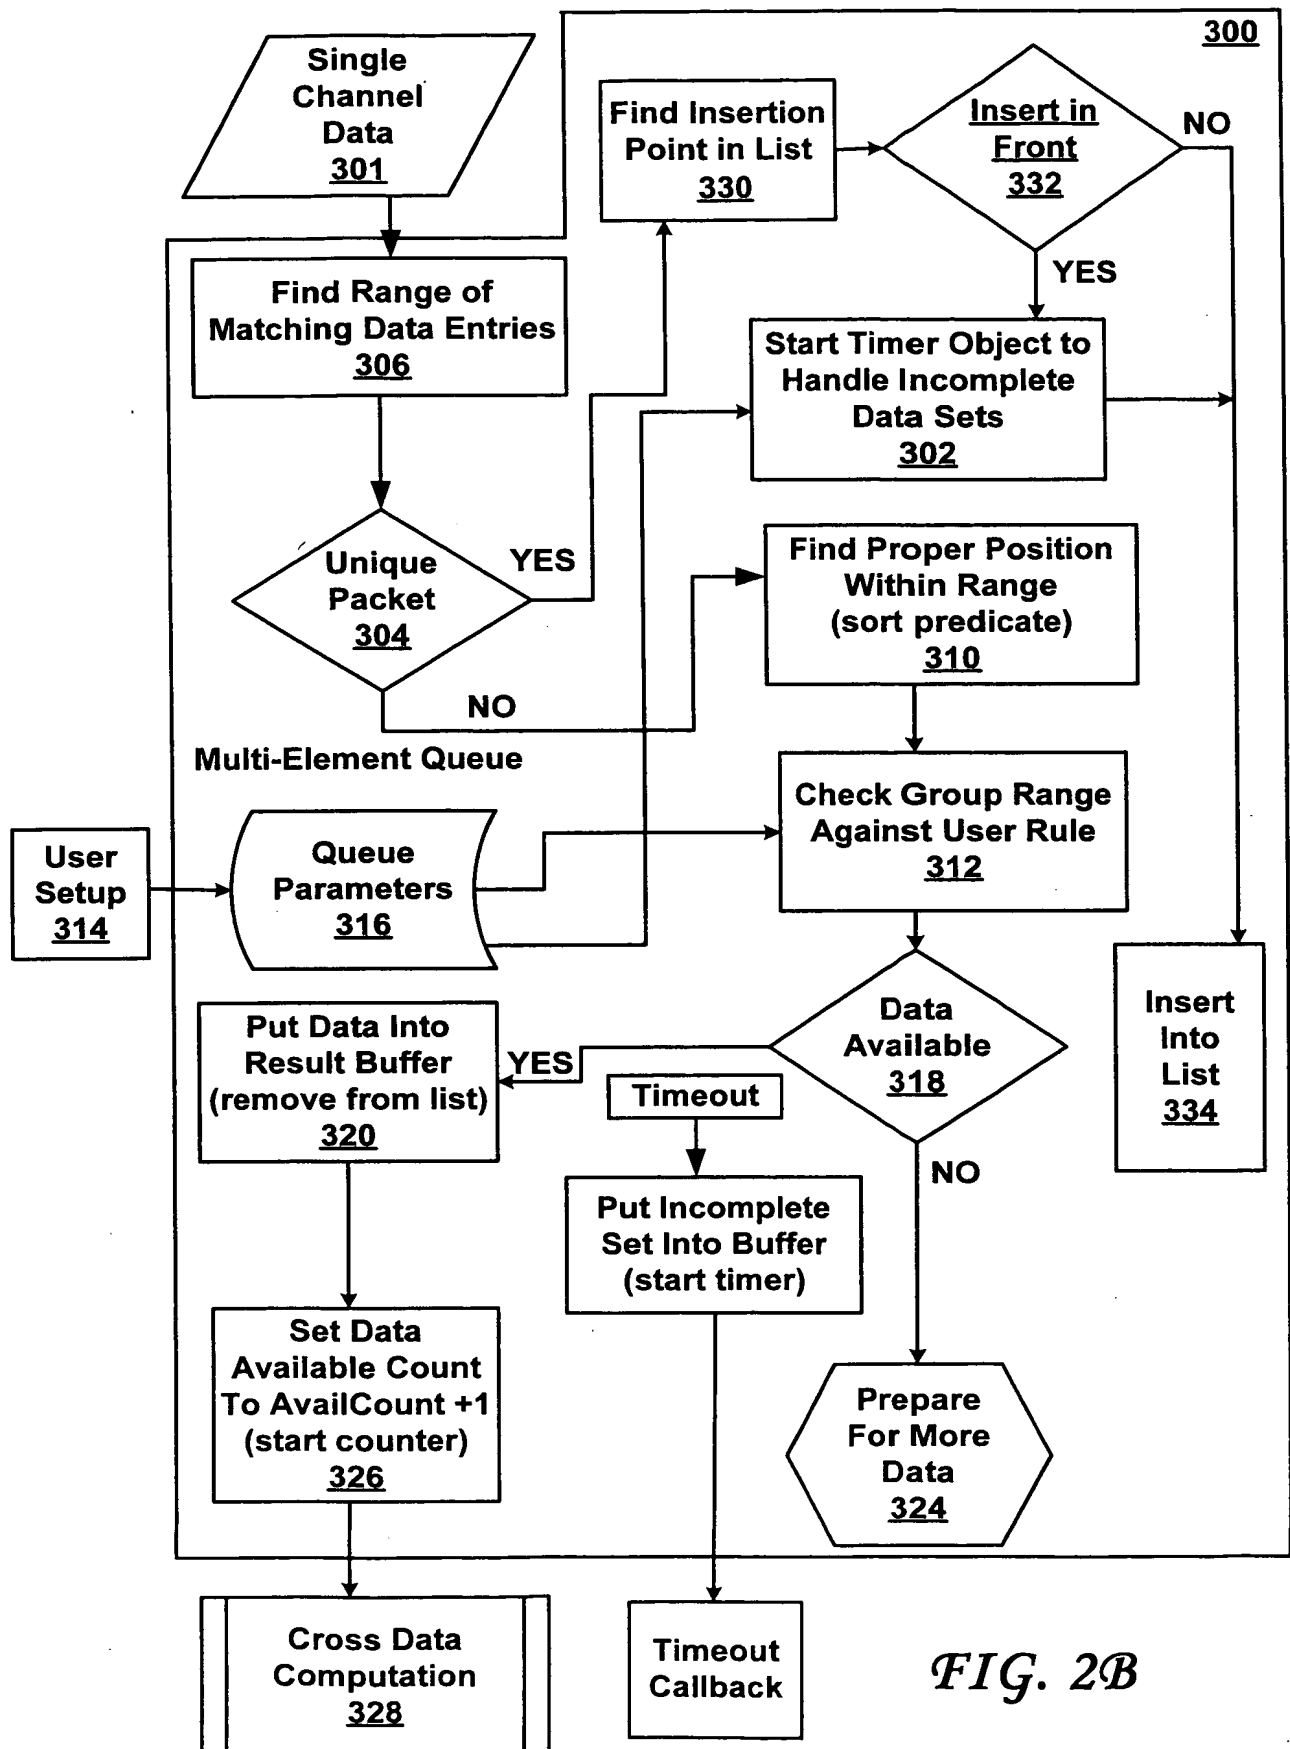 300
Single
Channel
Data
301
Find Insertion
Point in List
330
Insert in
Front
332
NO
YES
Find Range of
Matching Data Entries
306
Start Timer Object to
Handle Incomplete
Data Sets
302
Unique
Packet
304
YES
NO
Find Proper Position
Within Range
(sort predicate)
310
Multi-Element Queue
Check Group Range
Against User Rule
312
User
Setup
314
Queue
Parameters
316
Data
Available
318
YES
NO
Insert
Into
List
334
Put Data Into
Result Buffer
(remove from list)
320
Timeout
Put Incomplete
Set Into Buffer
(start timer)
Set Data
Available Count
To AvailCount +1
(start counter)
326
Prepare
For More
Data
324
Cross Data
Computation
328
Timeout
Callback
FIG. 2B